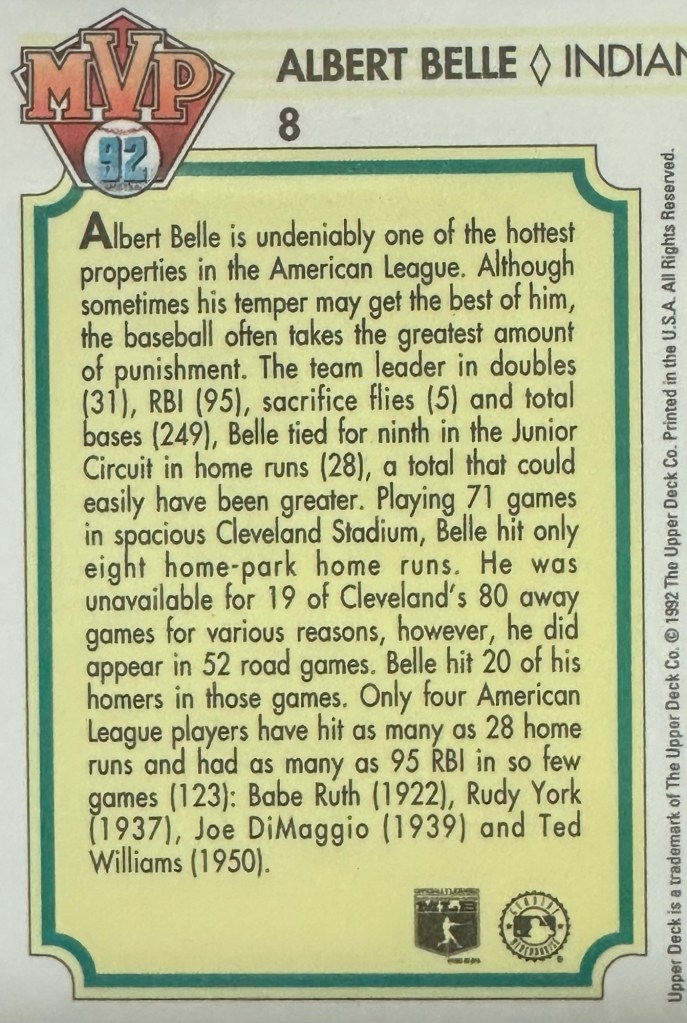 MVP
92
ALBERT BELLE ◊ INDIAN
8
Albert Belle is undeniably one of the hottest
properties in the American League. Although
sometimes his temper may get the best of him,
the baseball often takes the greatest amount
of punishment. The team leader in doubles
(31), RBI (95), sacrifice flies (5) and total
bases (249), Belle tied for ninth in the Junior
Circuit in home runs (28), a total that could
easily have been greater. Playing 71 games
in spacious Cleveland Stadium, Belle hit only
eight home-park home runs. He was
unavailable for 19 of Cleveland's 80 away
games for various reasons, however, he did
appear in 52 road games. Belle hit 20 of his
homers in those games. Only four American
League players have hit as many as 28 home
runs and had as many as 95 RBI in so few
games (123): Babe Ruth (1922), Rudy York
(1937), Joe DiMaggio (1939) and Ted
Williams (1950).
MLB
GENUINE
MERCHANDISE
Upper Deck is a trademark of The Upper Deck Co. © 1992 The Upper Deck Co. Printed in the U.S.A. All Rights Reserved.